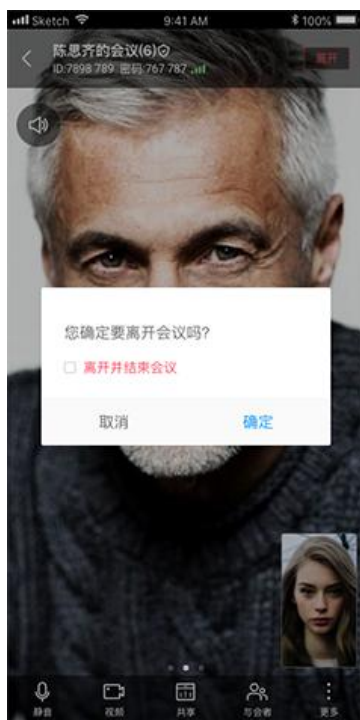 Sketch 9:41 AM 100%
陈思齐的会议(6)
离开
ID:7898 789 密码:767 787
您确定要离开会议吗?
离开并结束会议
取消 确定
静音 视频 共享 与会者 更多